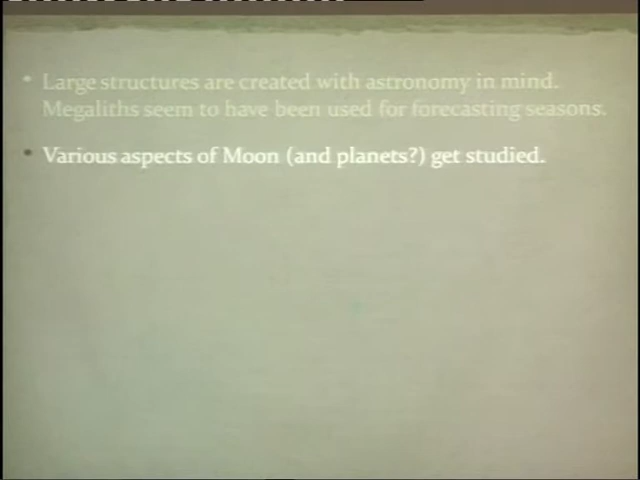 • Large structures are created with astronomy in mind.
Megaliths seem to have been used for forecasting seasons.
• Various aspects of Moon (and planets?) get studied.